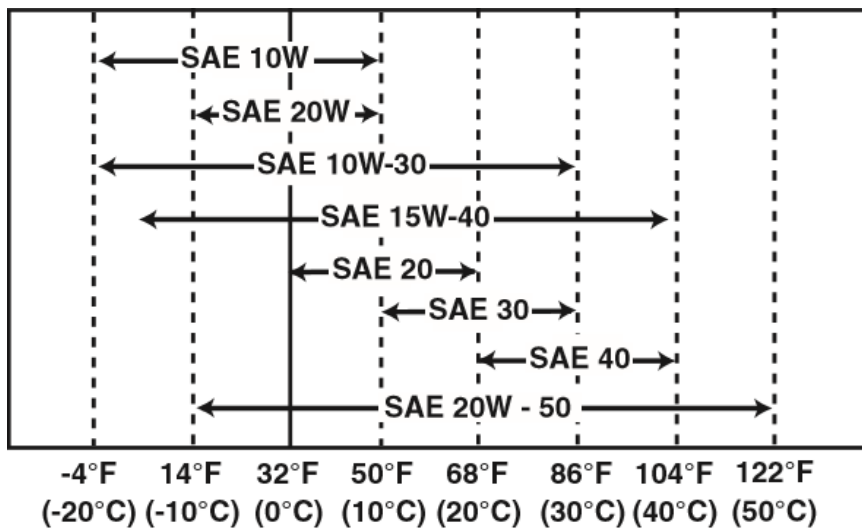 SAE 10W
SAE 20W
SAE 10W-30
SAE 15W-40
SAE 20
SAE 30
SAE 40
SAE 20W - 50
-4°F 14°F 32°F 50°F 68°F 86°F 104°F 122°F
(-20°C) (-10°C) (0°C) (10°C) (20°C) (30°C) (40°C) (50°C)